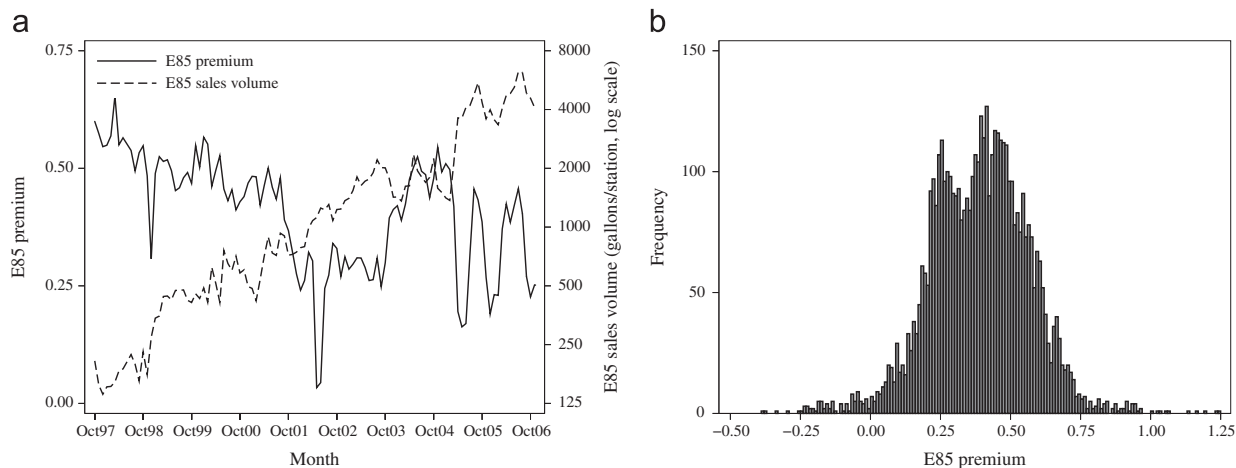 a
E85 premium
E85 sales volume
0.75
0.50
0.25
0.00
E85 premium
8000
4000
2000
1000
500
250
125
E85 sales volume (gallons/station, log scale)
Oct97 Oct98 Oct99 Oct00 Oct01 Oct02 Oct03 Oct04 Oct05 Oct06
Month
b
150
100
50
0
Frequency
−0.50 −0.25 0.00 0.25 0.50 0.75 1.00 1.25
E85 premium